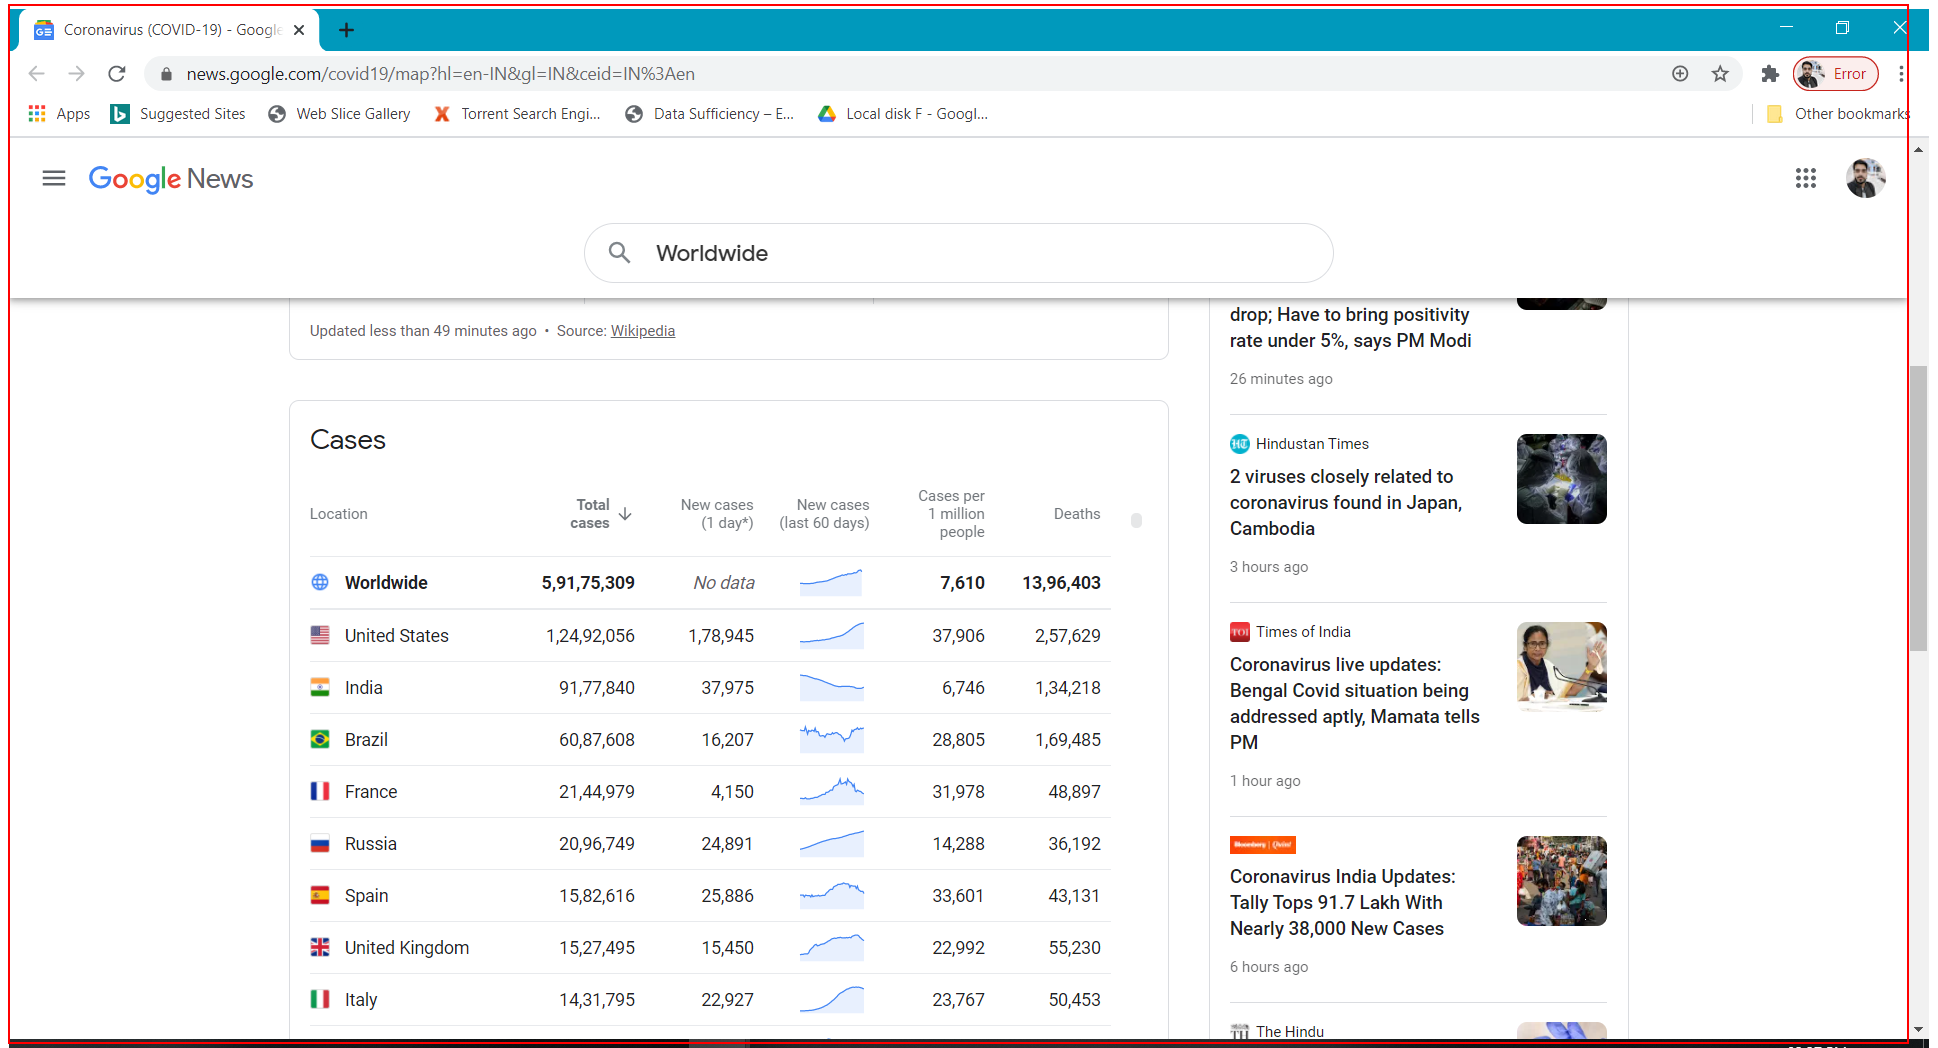 Coronavirus (COVID-19) - Google
news.google.com/covid19/map?hl=en-IN&gl=IN&ceid=IN%3Aen
Error
Apps
Suggested Sites
Web Slice Gallery
Torrent Search Engi...
Data Sufficiency – E...
Local disk F - Googl...
Other bookmarks
Google News
Worldwide
Updated less than 49 minutes ago • Source: Wikipedia
Cases
Location
Total cases
New cases (1 day*)
New cases (last 60 days)
Cases per 1 million people
Deaths
Worldwide 5,91,75,309 No data 7,610 13,96,403
United States 1,24,92,056 1,78,945 37,906 2,57,629
India 91,77,840 37,975 6,746 1,34,218
Brazil 60,87,608 16,207 28,805 1,69,485
France 21,44,979 4,150 31,978 48,897
Russia 20,96,749 24,891 14,288 36,192
Spain 15,82,616 25,886 33,601 43,131
United Kingdom 15,27,495 15,450 22,992 55,230
Italy 14,31,795 22,927 23,767 50,453
drop; Have to bring positivity
rate under 5%, says PM Modi
26 minutes ago
HT Hindustan Times
2 viruses closely related to
coronavirus found in Japan,
Cambodia
3 hours ago
TOI Times of India
Coronavirus live updates:
Bengal Covid situation being
addressed aptly, Mamata tells
PM
1 hour ago
Bloomberg | Quint
Coronavirus India Updates:
Tally Tops 91.7 Lakh With
Nearly 38,000 New Cases
6 hours ago
The Hindu